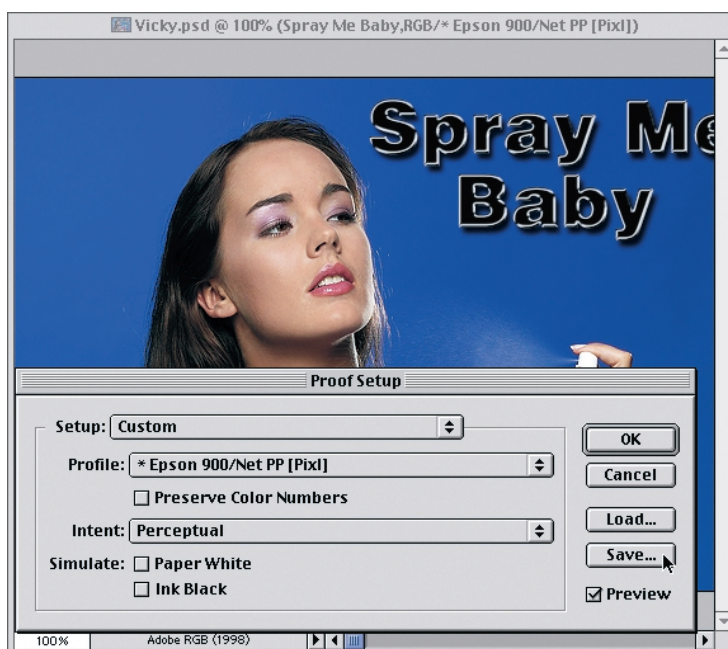 Vicky.psd @ 100% (Spray Me Baby,RGB/* Epson 900/Net PP [Pixl])
Spray Me
Baby
Proof Setup
Setup: Custom
Profile: * Epson 900/Net PP [Pixl]
Preserve Color Numbers
Intent: Perceptual
Simulate: Paper White
Ink Black
OK
Cancel
Load...
Save...
Preview
100%
Adobe RGB (1998)